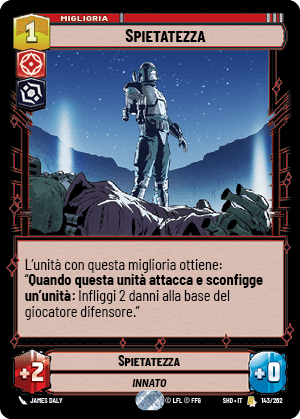 MIGLIORIA
1
SPIETATEZZA
L'unità con questa miglioria ottiene:
"Quando questa unità attacca e sconfigge
un'unità: Infliggi 2 danni alla base del
giocatore difensore."
+2
SPIETATEZZA
INNATO
+0
JAMES DALY
© LFL © FFG
SHD • IT
143/262